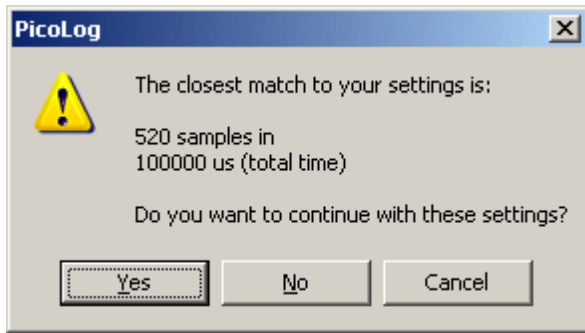 PicoLog
The closest match to your settings is:
520 samples in
100000 us (total time)
Do you want to continue with these settings?
Yes
No
Cancel